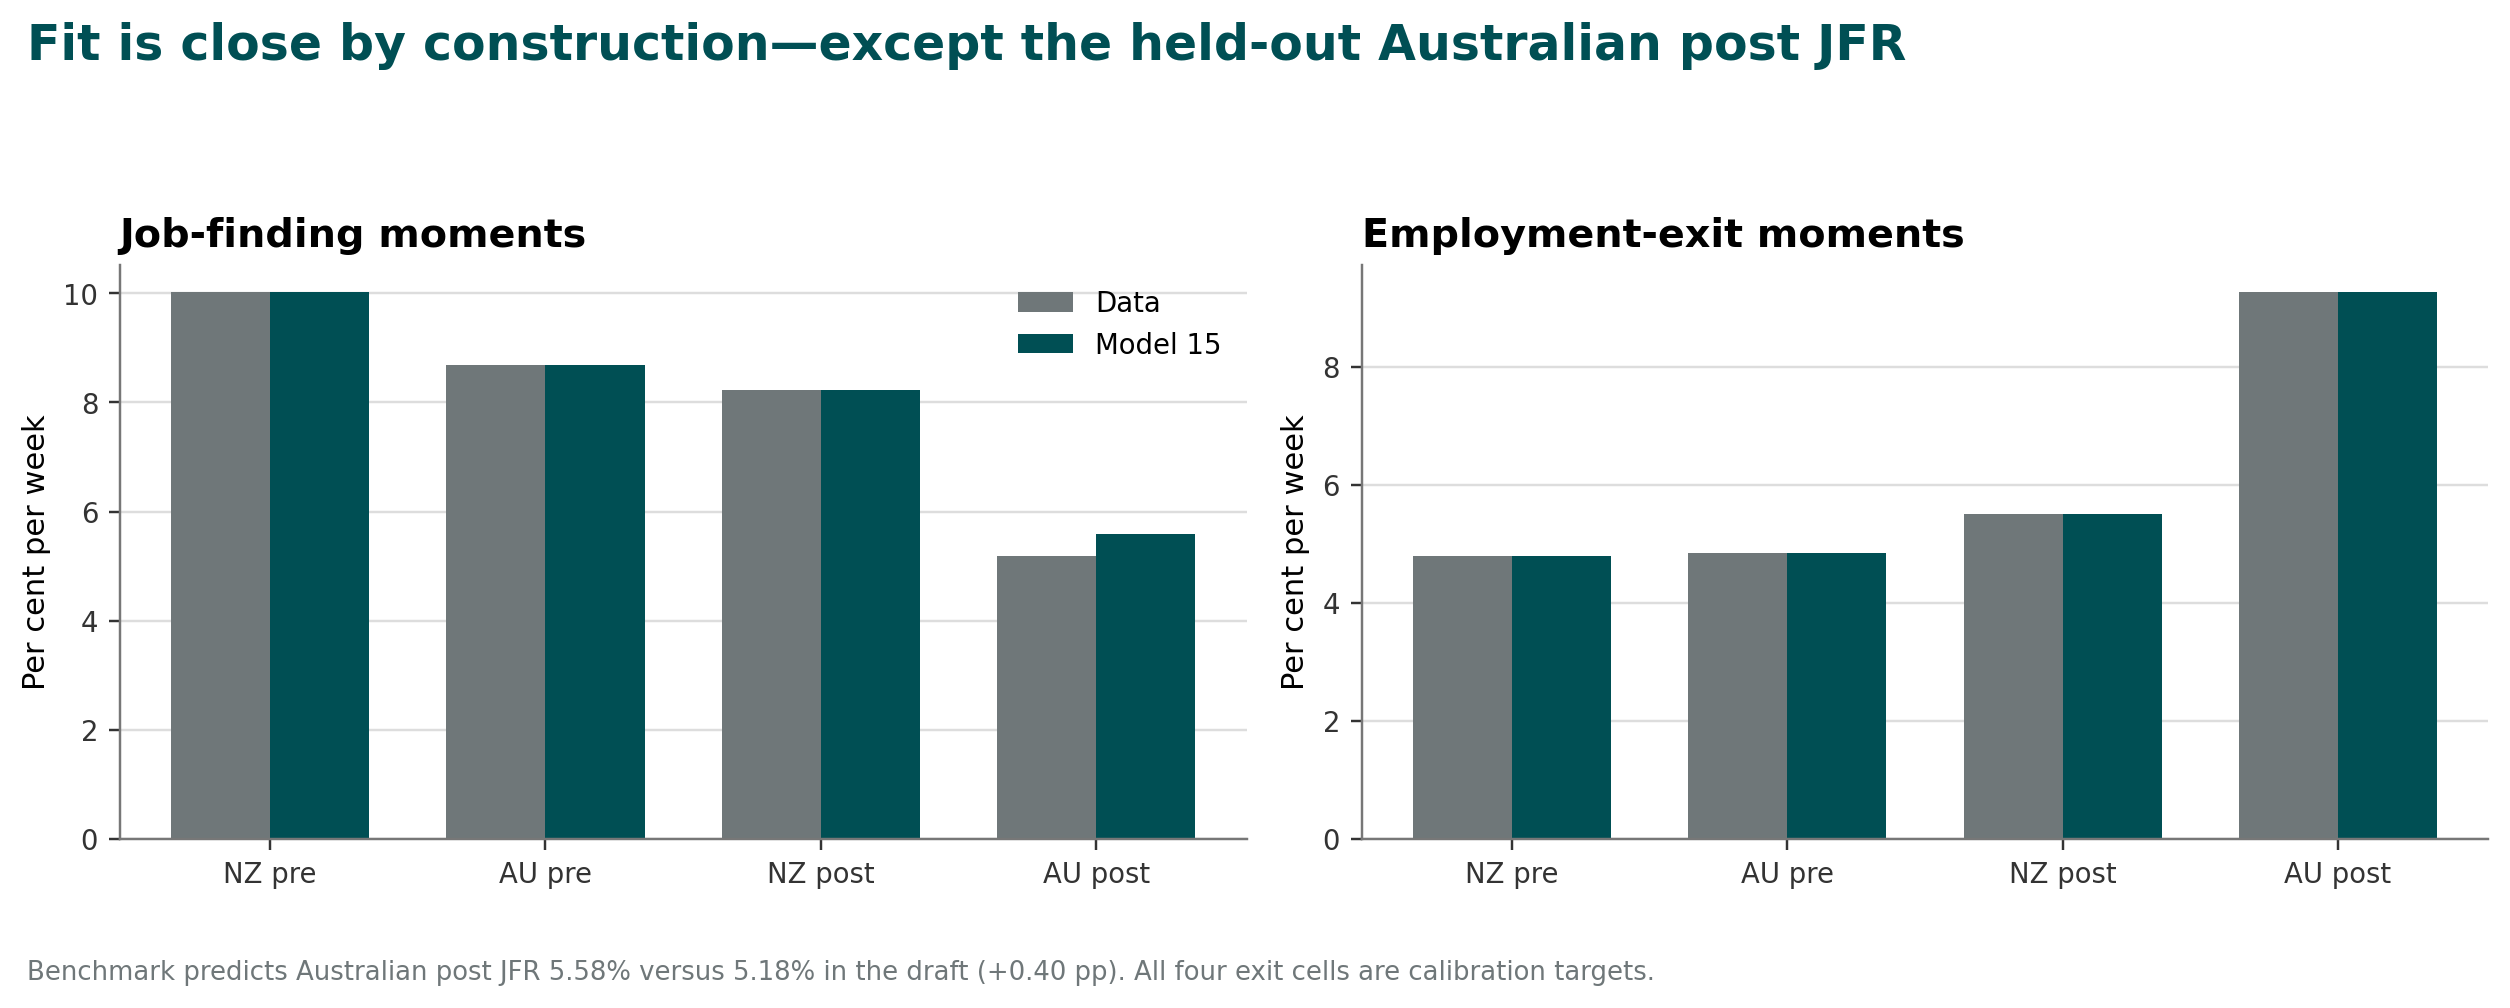 Fit is close by construction—except the held-out Australian post JFR
Job-finding moments
Per cent per week
10
8
6
4
2
0
Data
Model 15
NZ pre
AU pre
NZ post
AU post
Employment-exit moments
Per cent per week
8
6
4
2
0
NZ pre
AU pre
NZ post
AU post
Benchmark predicts Australian post JFR 5.58% versus 5.18% in the draft (+0.40 pp). All four exit cells are calibration targets.